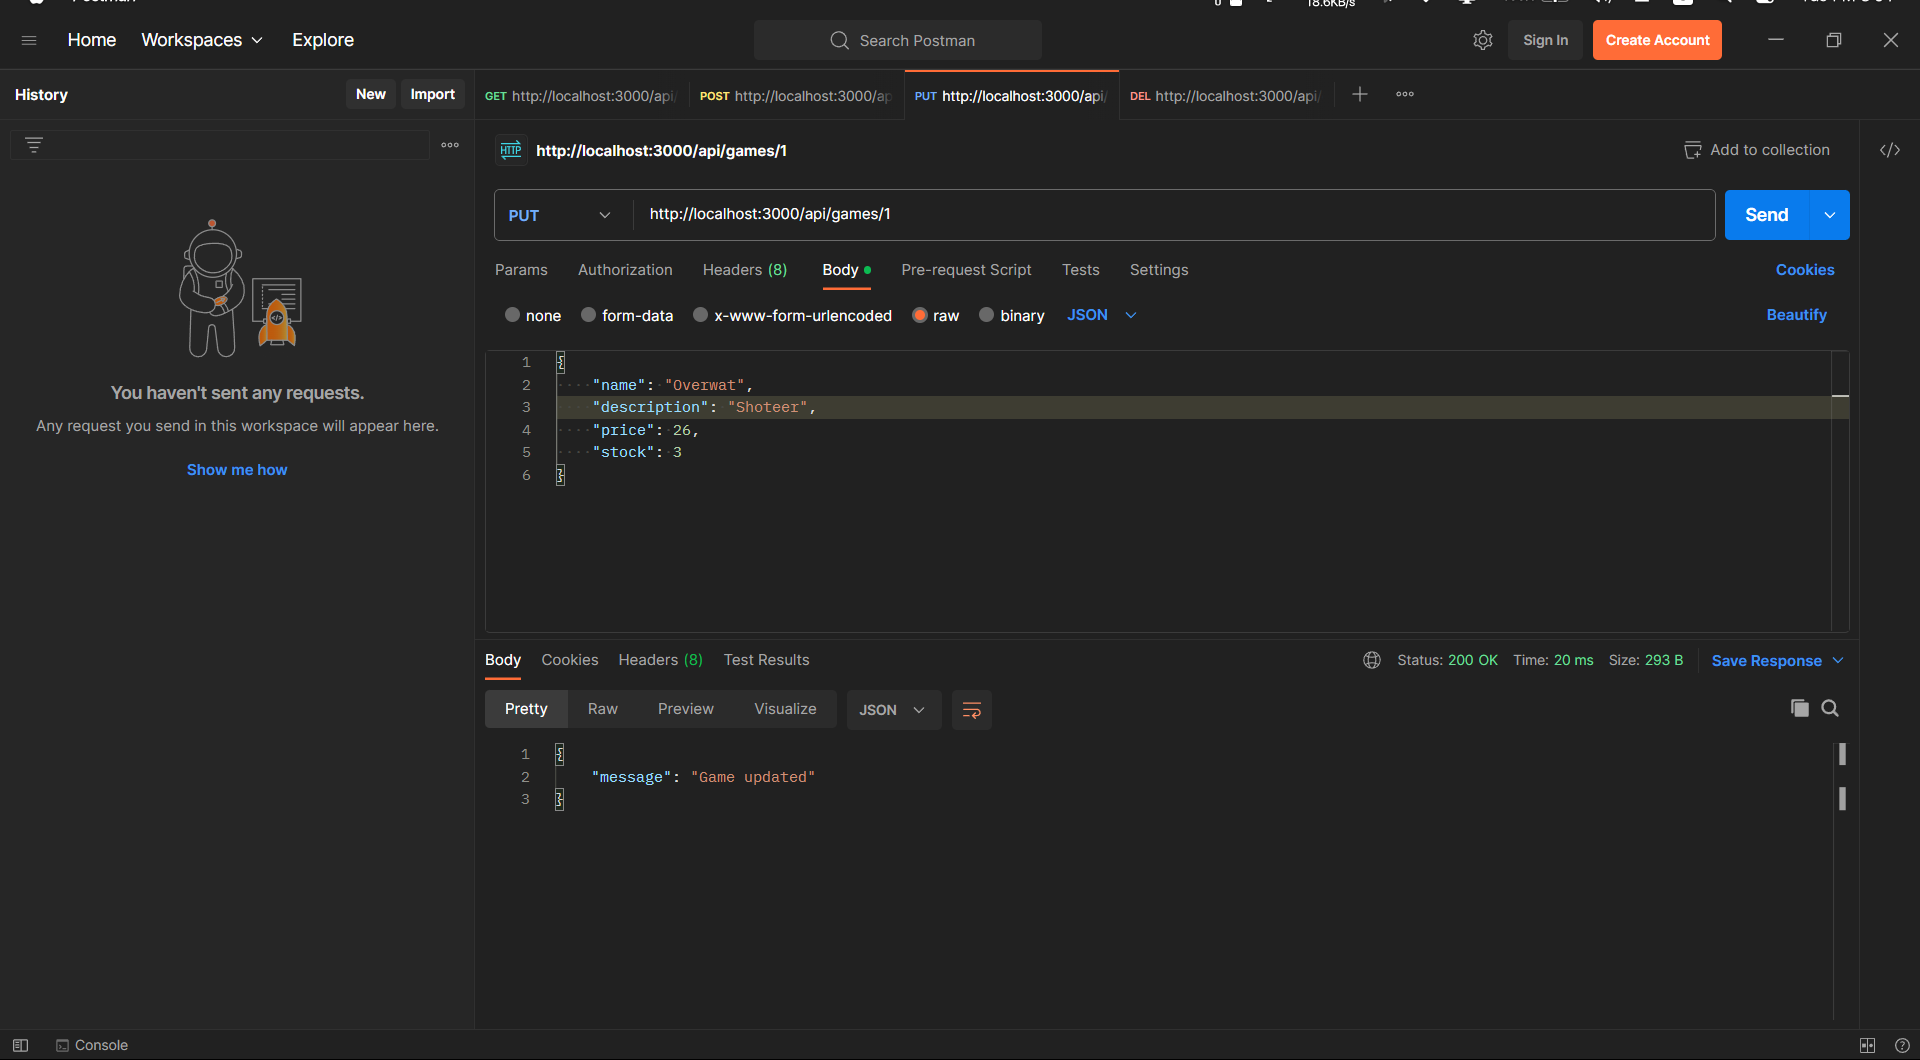 18.6KB/s
Home Workspaces Explore
Search Postman
Sign In
Create Account
History
New
Import
GET http://localhost:3000/api/
POST http://localhost:3000/ap
PUT http://localhost:3000/api/
DEL http://localhost:3000/api/
HTTP http://localhost:3000/api/games/1
Add to collection
PUT http://localhost:3000/api/games/1
Send
Params Authorization Headers (8) Body Pre-request Script Tests Settings
Cookies
none form-data x-www-form-urlencoded raw binary JSON
Beautify
1 {
2 "name": "Overwat",
3 "description": "Shoteer",
4 "price": 26,
5 "stock": 3
6 }
You haven't sent any requests.
Any request you send in this workspace will appear here.
Show me how
Body Cookies Headers (8) Test Results
Status: 200 OK Time: 20 ms Size: 293 B
Save Response
Pretty Raw Preview Visualize JSON
1 {
2 "message": "Game updated"
3 }
Console